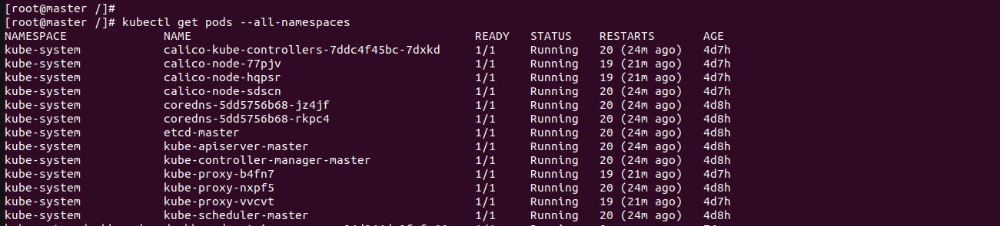 [root@master /]#
[root@master /]# kubectl get pods --all-namespaces
NAMESPACE NAME READY STATUS RESTARTS AGE
kube-system calico-kube-controllers-7ddc4f45bc-7dxkd 1/1 Running 20 (24m ago) 4d7h
kube-system calico-node-77pjv 1/1 Running 19 (21m ago) 4d7h
kube-system calico-node-hqpsr 1/1 Running 19 (21m ago) 4d7h
kube-system calico-node-sdscn 1/1 Running 20 (24m ago) 4d7h
kube-system coredns-5dd5756b68-jz4jf 1/1 Running 20 (24m ago) 4d8h
kube-system coredns-5dd5756b68-rkpc4 1/1 Running 20 (24m ago) 4d8h
kube-system etcd-master 1/1 Running 20 (24m ago) 4d8h
kube-system kube-apiserver-master 1/1 Running 20 (24m ago) 4d8h
kube-system kube-controller-manager-master 1/1 Running 20 (24m ago) 4d8h
kube-system kube-proxy-b4fn7 1/1 Running 19 (21m ago) 4d7h
kube-system kube-proxy-nxpf5 1/1 Running 20 (24m ago) 4d8h
kube-system kube-proxy-vvcvt 1/1 Running 19 (21m ago) 4d7h
kube-system kube-scheduler-master 1/1 Running 20 (24m ago) 4d8h